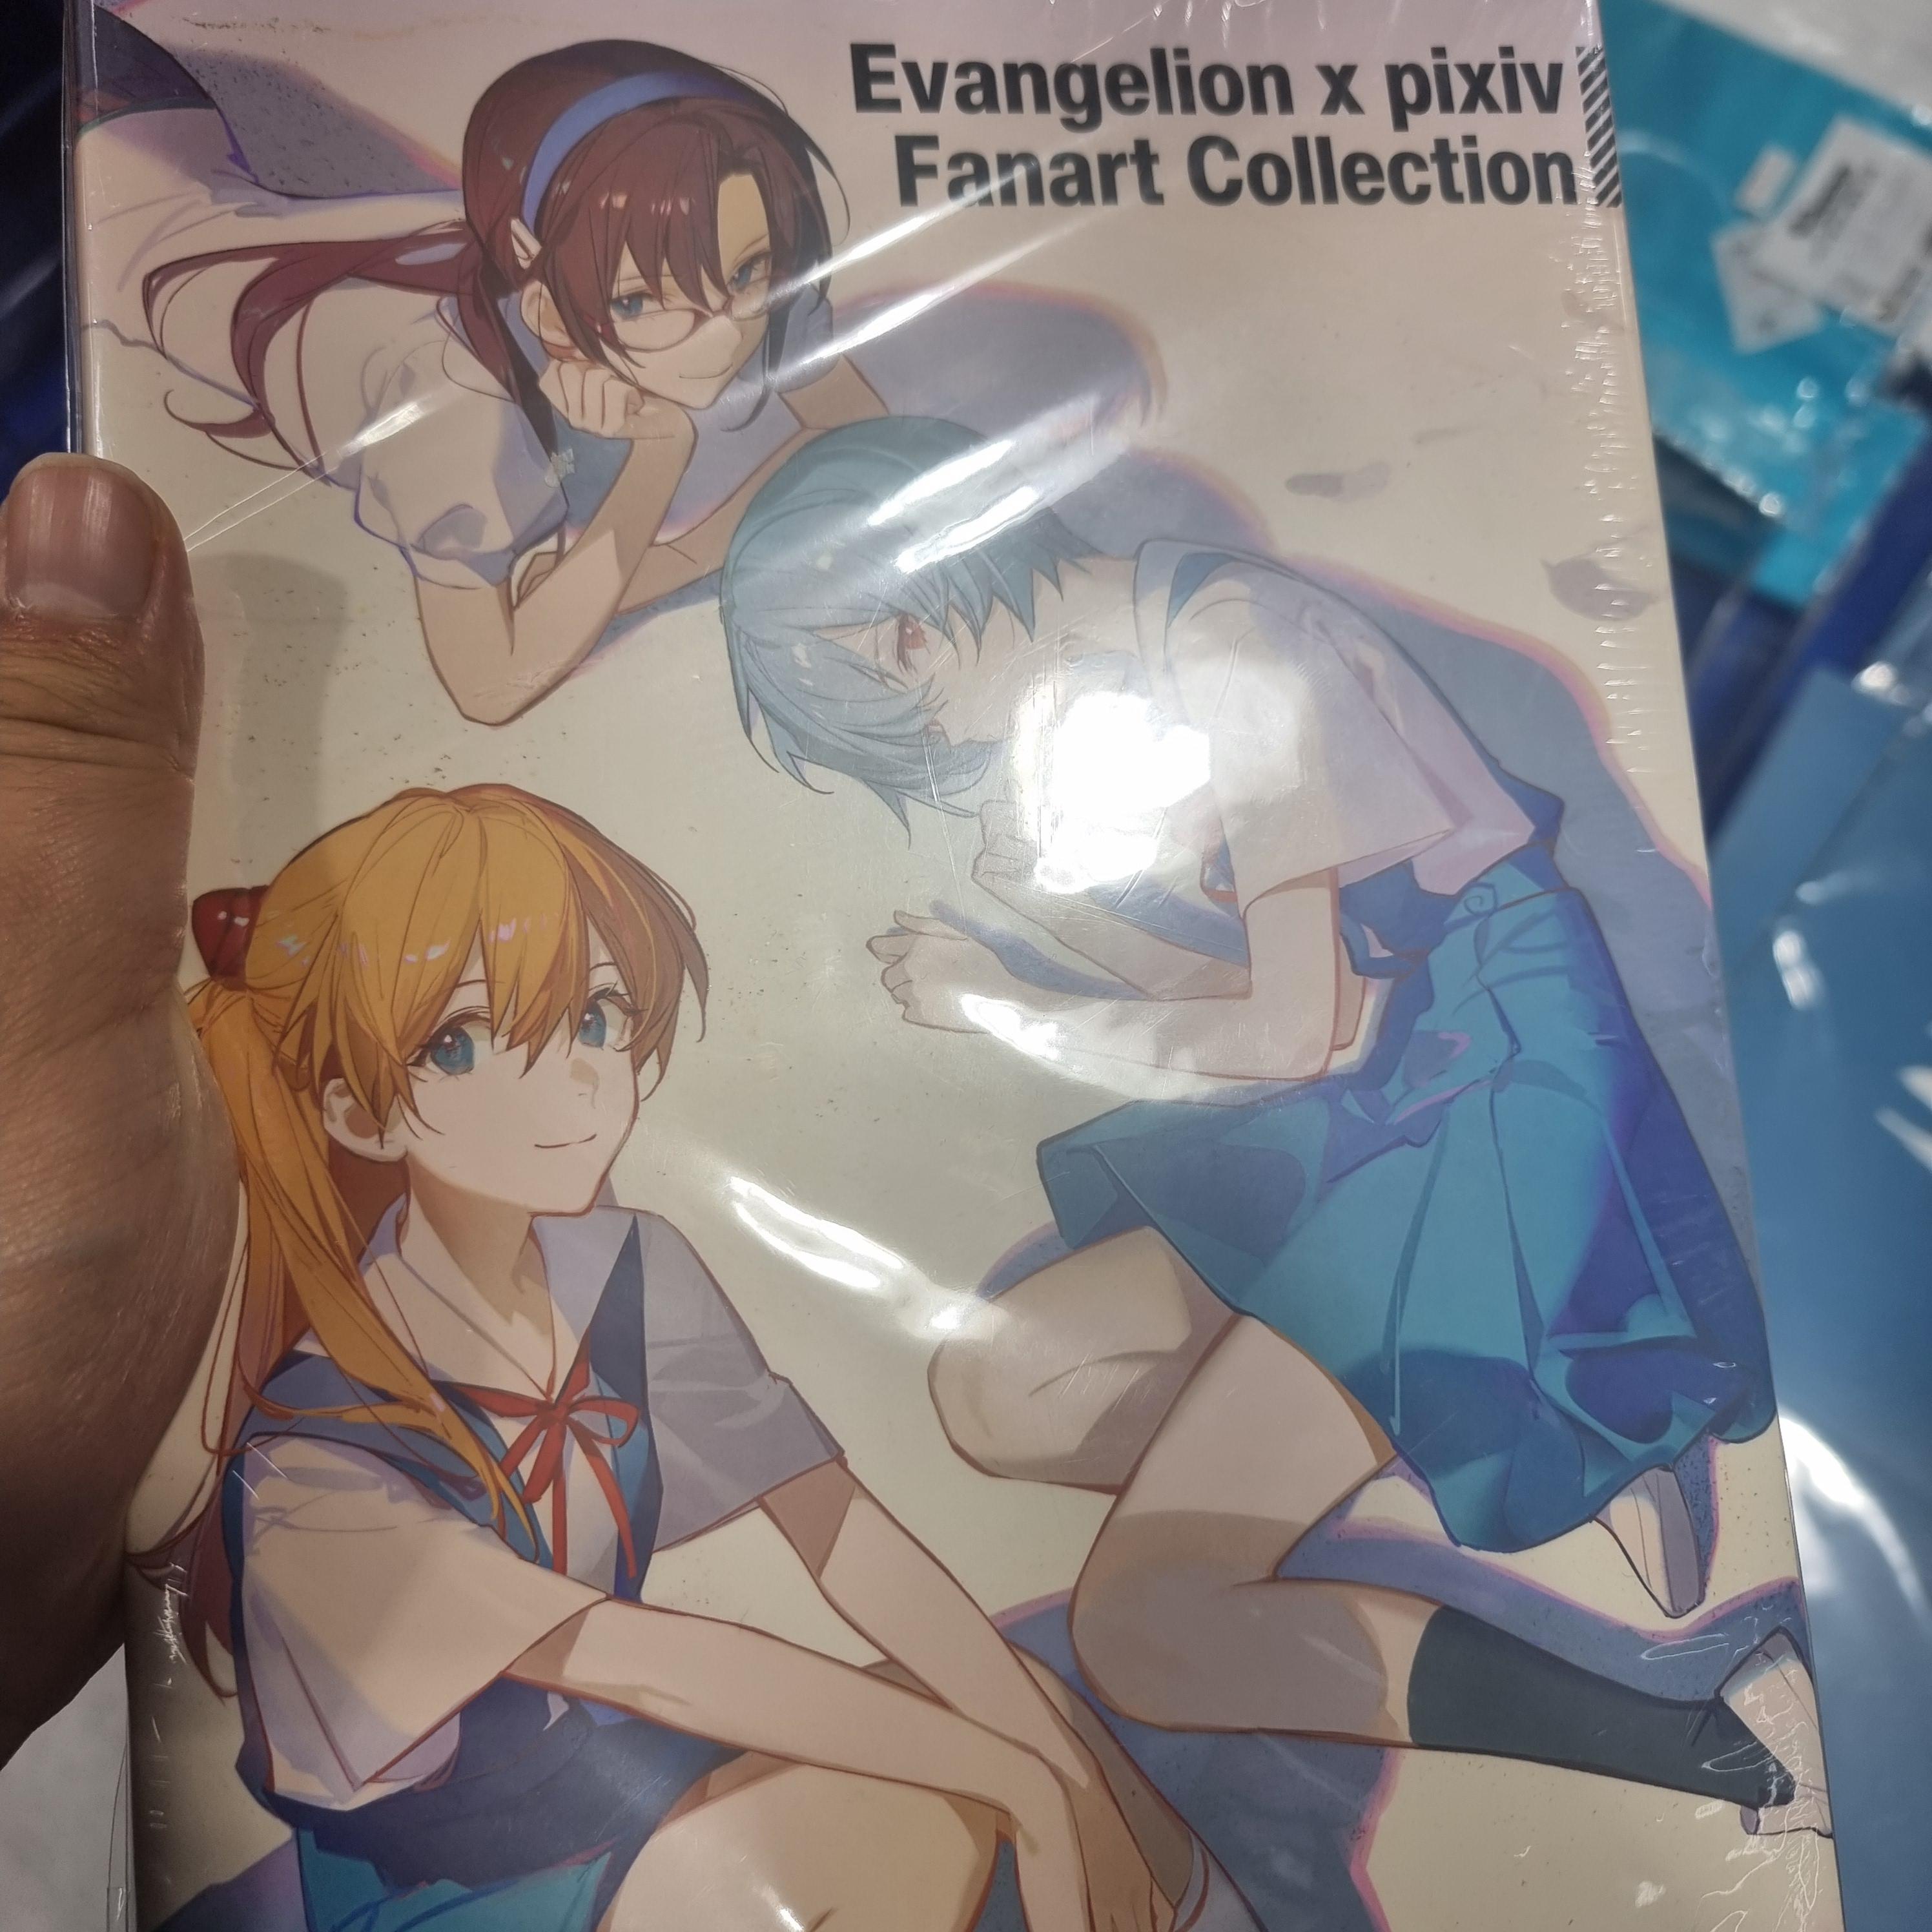 Evangelion x pixiv
Fanart Collection